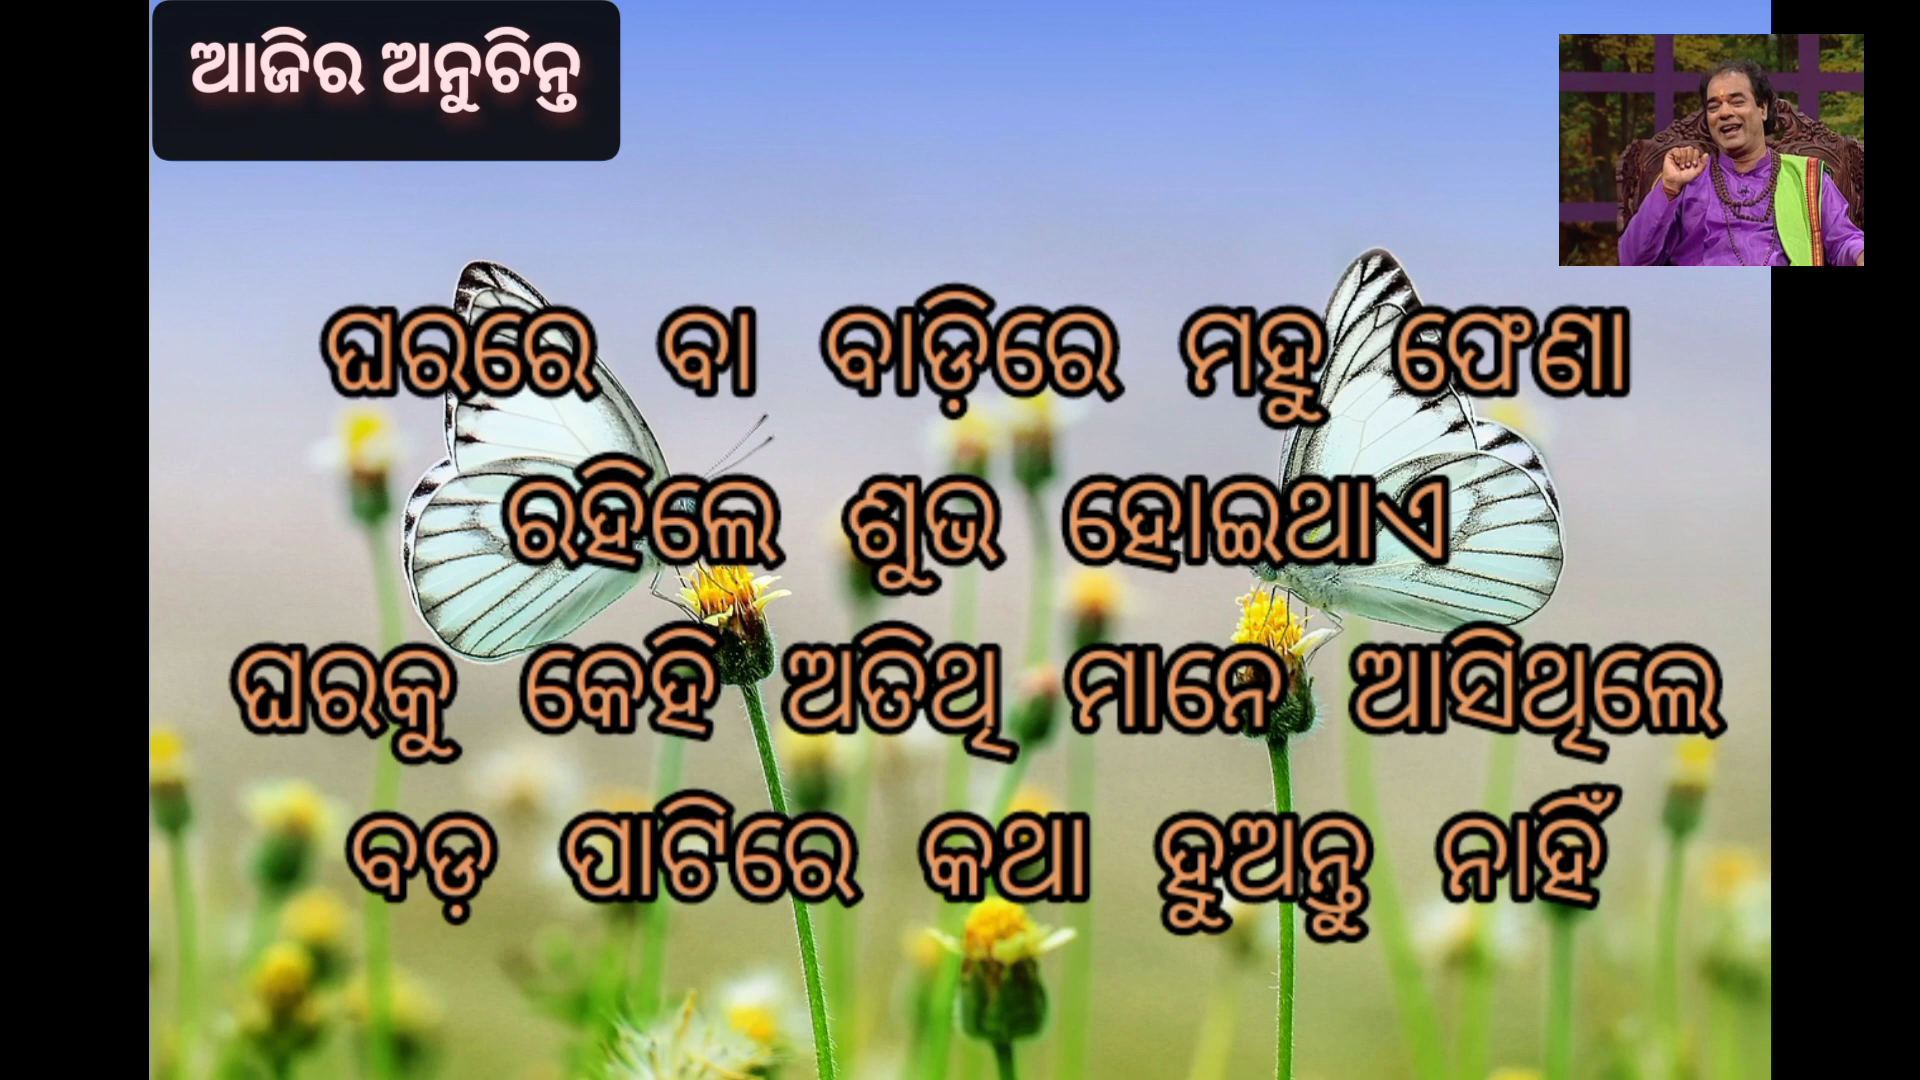 ଆଜିର ଅନୁଚିନ୍ତ
ଘରରେ ବା ବାଡ଼ିରେ ମହୁ ଫେଣା
ରହିଲେ ଶୁଭ ହୋଇଥାଏ
ଘରକୁ କେହି ଅତିଥି ମାନେ ଆସିଥିଲେ
ବଡ଼ ପାଟିରେ କଥା ହୁଅନ୍ତୁ ନାହିଁ